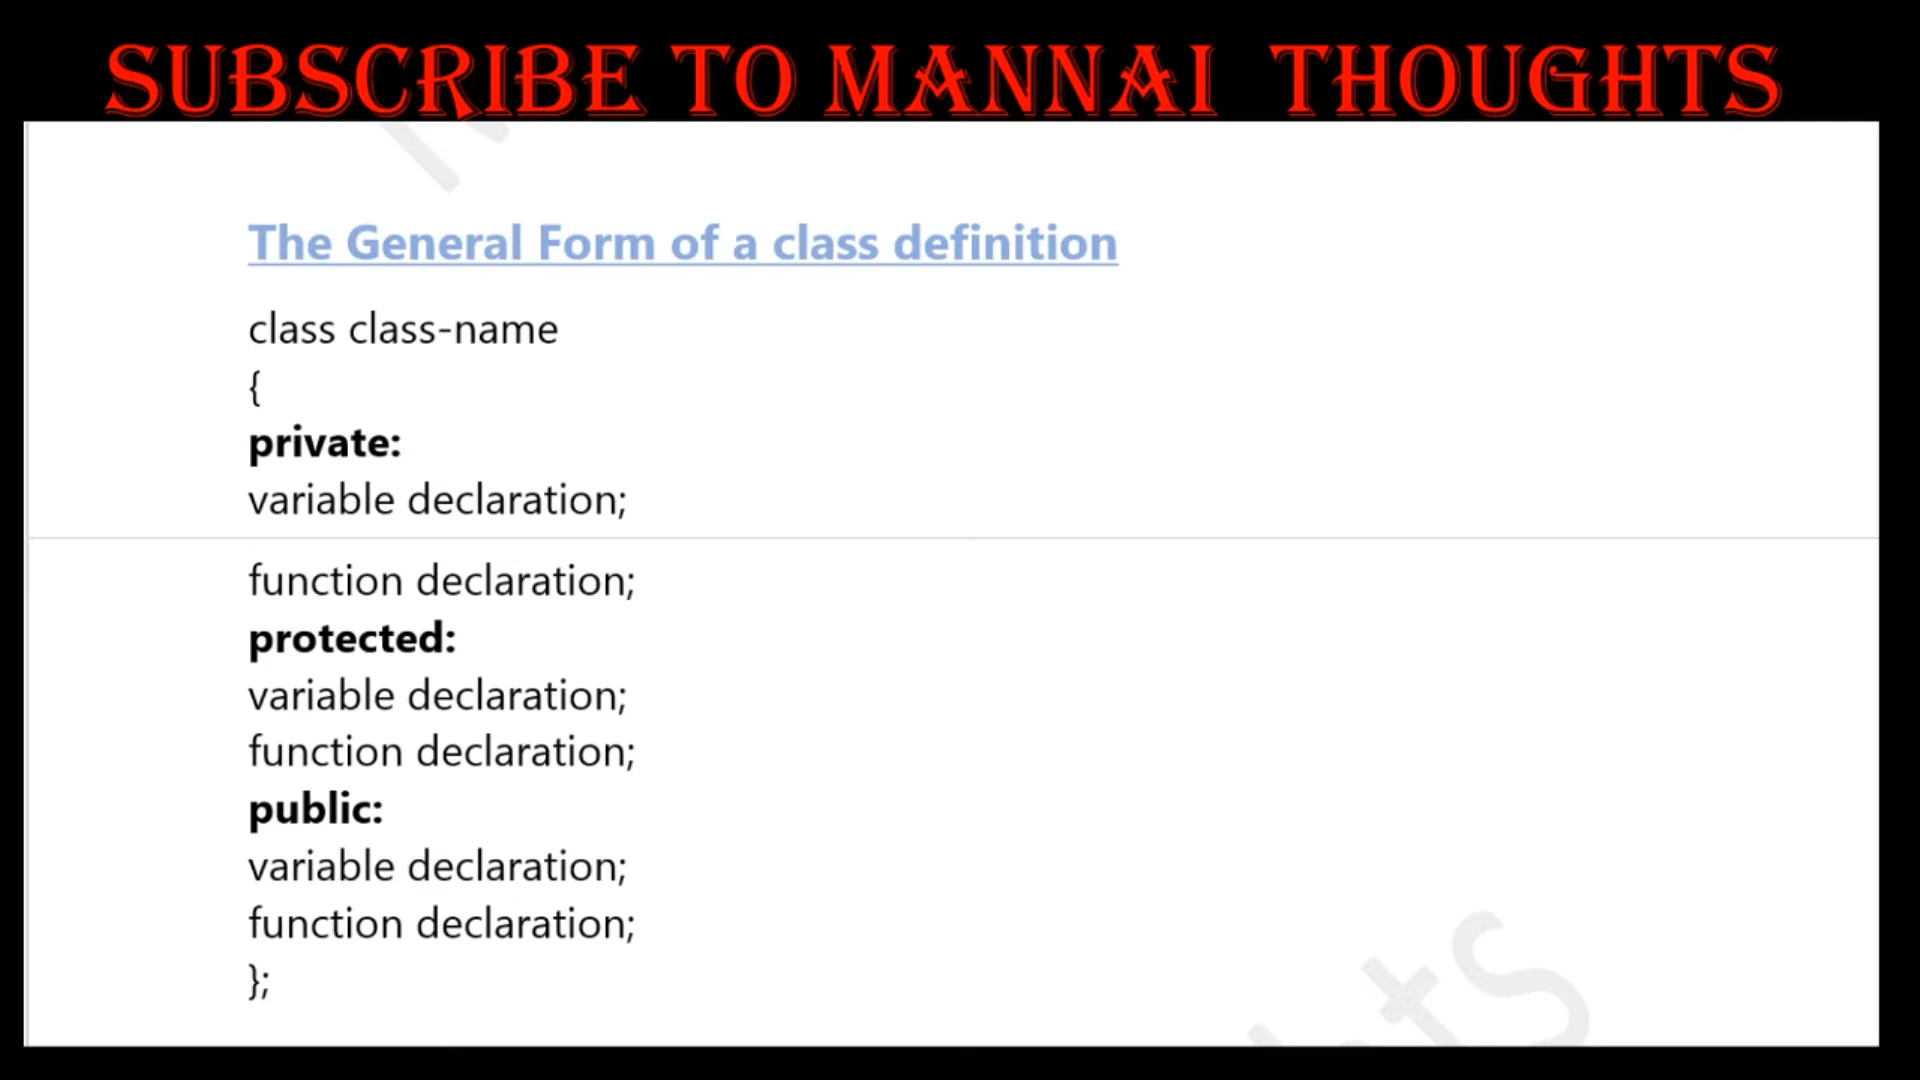 SUBSCRIBE TO MANNAI THOUGHTS
The General Form of a class definition
class class-name
{
private:
variable declaration;
function declaration;
protected:
variable declaration;
function declaration;
public:
variable declaration;
function declaration;
};